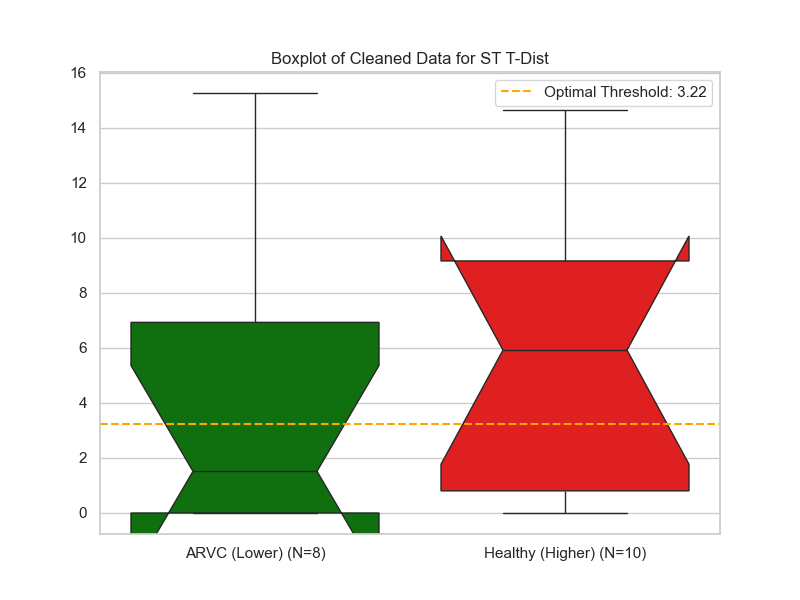 Boxplot of Cleaned Data for ST T-Dist
Optimal Threshold: 3.22
16
14
12
10
8
6
4
2
0
ARVC (Lower) (N=8)
Healthy (Higher) (N=10)